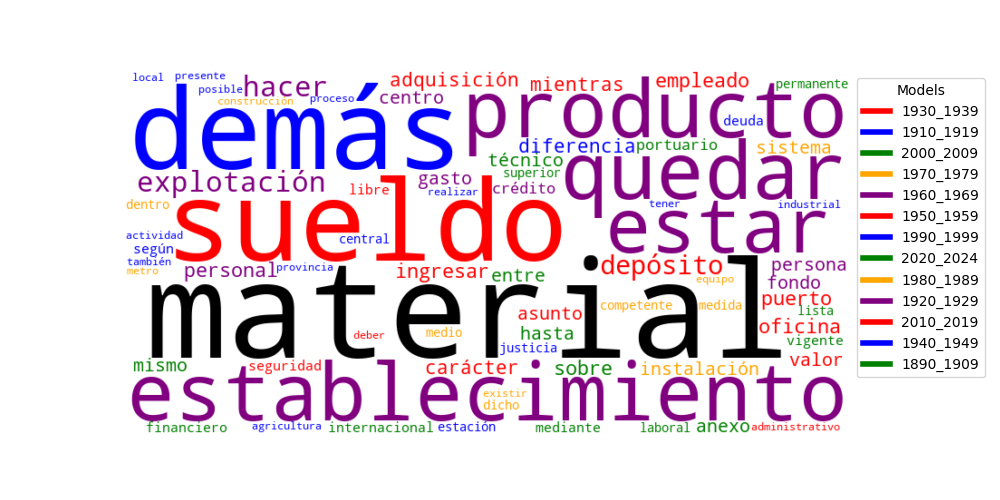 local presente
posible
hacer
adquisición
mientras
empleado
permanente
construcción
proceso
centro
demás
producto
deuda
diferencia
portuario
sistema
técnico
quedar
superior
explotación
gasto
crédito
libre
realizar
dentro
sueldo
estar
tener
industrial
actividad
central
según
también
metro
personal
provincia
ingresar
entre
depósito
persona
equipo
fondo
material
competente
medida
puerto
lista
asunto
oficina
hasta
deber
medio
vigente
justicia
valor
mismo
seguridad
carácter
sobre
instalación
establecimiento
existir
dicho
financiero
agricultura
internacional
estación
mediante
laboral
anexo
administrativo
Models
1930_1939
1910_1919
2000_2009
1970_1979
1960_1969
1950_1959
1990_1999
2020_2024
1980_1989
1920_1929
2010_2019
1940_1949
1890_1909